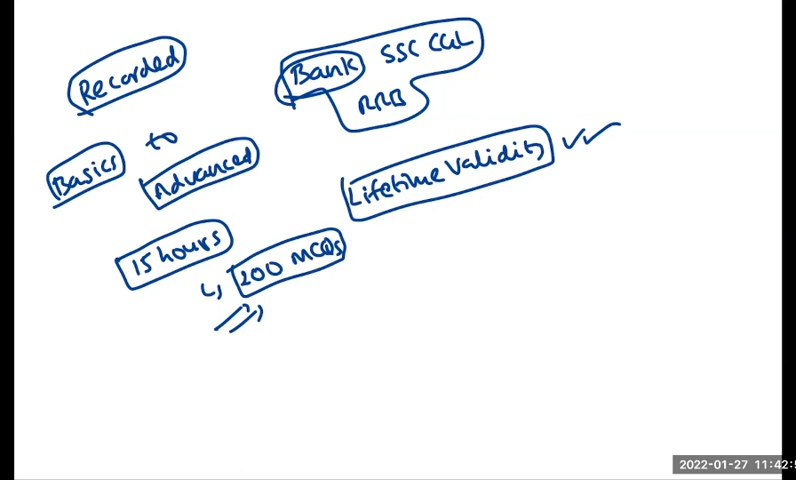 Recorded
Bank SSC CGL
RRB
Basics to
Advanced
Lifetime Validity
15 hours
200 MCQs
2022-01-27 11:42:5